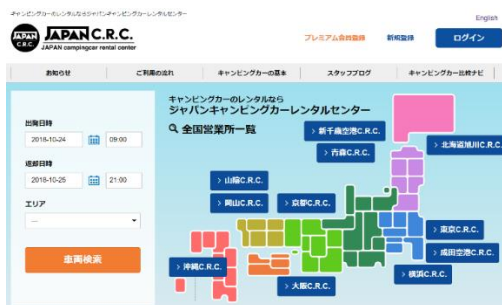 キャンピングカーのレンタルならジャパンキャンピングカーレンタルセンター
English
JAPAN C.R.C.
JAPAN C.R.C.
JAPAN campingcar rental center
プレミアム会員登録
新規登録
ログイン
お知らせ
ご利用の流れ
キャンピングカーの基本
スタッフブログ
キャンピングカー比較ナビ
出発日時
2018-10-24
09:00
返却日時
2018-10-25
21:00
エリア
---
車両検索
キャンピングカーのレンタルなら
ジャパンキャンピングカーレンタルセンター
全国営業所一覧
> 新千歳空港C.R.C.
> 北海道旭川C.R.C.
> 青森C.R.C.
> 山陰C.R.C.
> 岡山C.R.C.
> 京都C.R.C.
> 東京C.R.C.
> 成田空港C.R.C.
> 横浜C.R.C.
> 沖縄C.R.C.
> 大阪C.R.C.